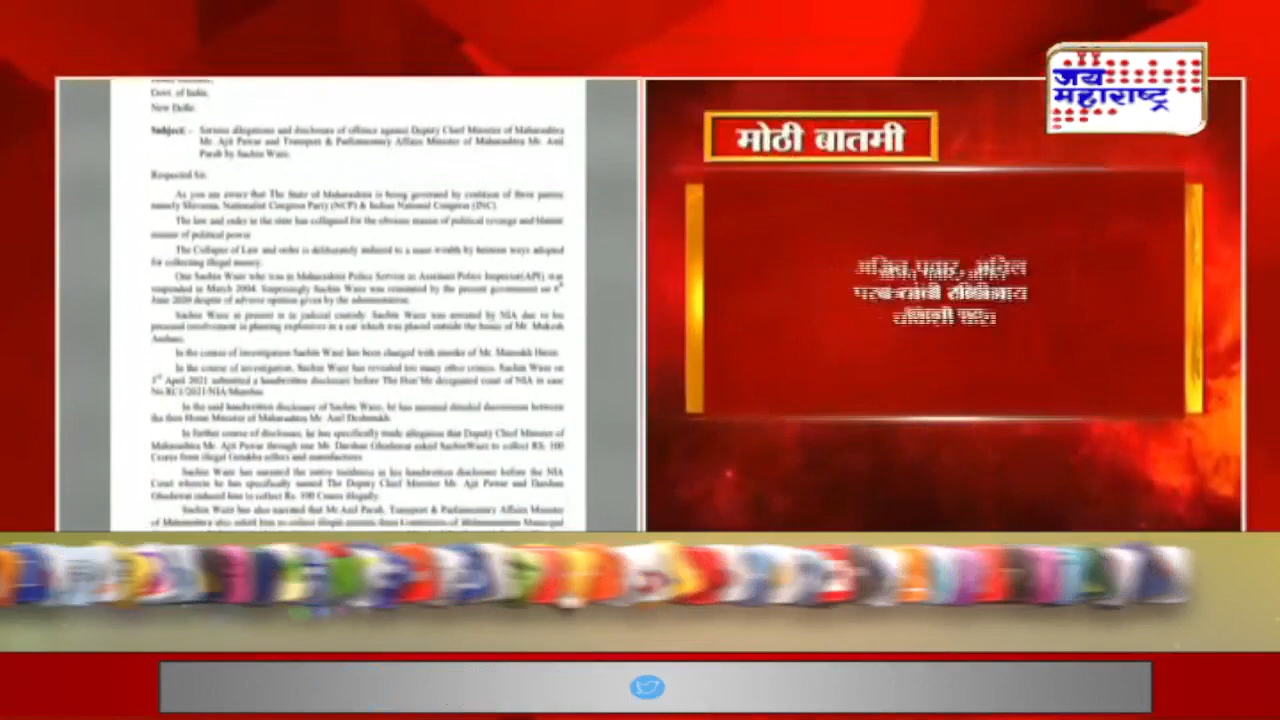 Govt. of India,
New Delhi
Subject: - Serious allegations and disclosure of offence against Deputy Chief Minister of Maharashtra
Mr. Ajit Pawar and Transport & Parliamentary Affairs Minister of Maharashtra Mr. Anil
Parab by Sachin Waze.
Respected Sir,
As you are aware that The State of Maharashtra is being governed by coalition of three parties
namely Shivsena, Nationalist Congress Party (NCP) & Indian National Congress (INC).
The law and order in the state has collapsed for the obvious reason of political revenge and
misuse of political power
The Collapse of Law and order is deliberately induced to a mass wealth by heinous ways adopted
for collecting illegal money.
One Sachin Waze who was in Maharashtra Police Service as Assistant Police Inspector(API) was
suspended in March 2004. Surprisingly Sachin Waze was reinstated by the present government on 6th
June 2020 despite of adverse opinion given by the administration.
Sachin Waze at present is in judicial custody. Sachin Waze was arrested by NIA due to his
personal involvement in planting explosives in a car which was placed outside the house of Mr. Mukesh
Ambani.
In the course of investigation Sachin Waze has been charged with murder of Mr. Mansukh Hiren.
In the course of investigation, Sachin Waze has revealed too many other crimes. Sachin Waze on
3rd April 2021 submitted a handwritten disclosure before The Hon'ble designated court of NIA in case
No.RC1/2021/NIA/Mumbai
In the said handwritten disclosure of Sachin Waze, he has narrated detailed discussion between
the then Home Minister of Maharashtra Mr. Anil Deshmukh.
In further course of disclosure, he has specifically made allegation that Deputy Chief Minister of
Maharashtra Mr. Ajit Pawar through one Mr. Darshan Ghodawat asked SachinWaze to collect RS. 100
Crores from illegal Gutakha sellers and manufacturers
Sachin Waze has narrated the entire incidence in his handwritten disclosure before the NIA
Court wherein he has specifically named The Deputy Chief Minister Mr. Ajit Pawar and Darshan
Ghodawat induced him to collect Rs. 100 Crores illegally.
Sachin Waze has also narrated that Mr.Anil Parab, Transport & Parliamentary Affairs Minister
जय
महाराष्ट्र
मोठी बातमी